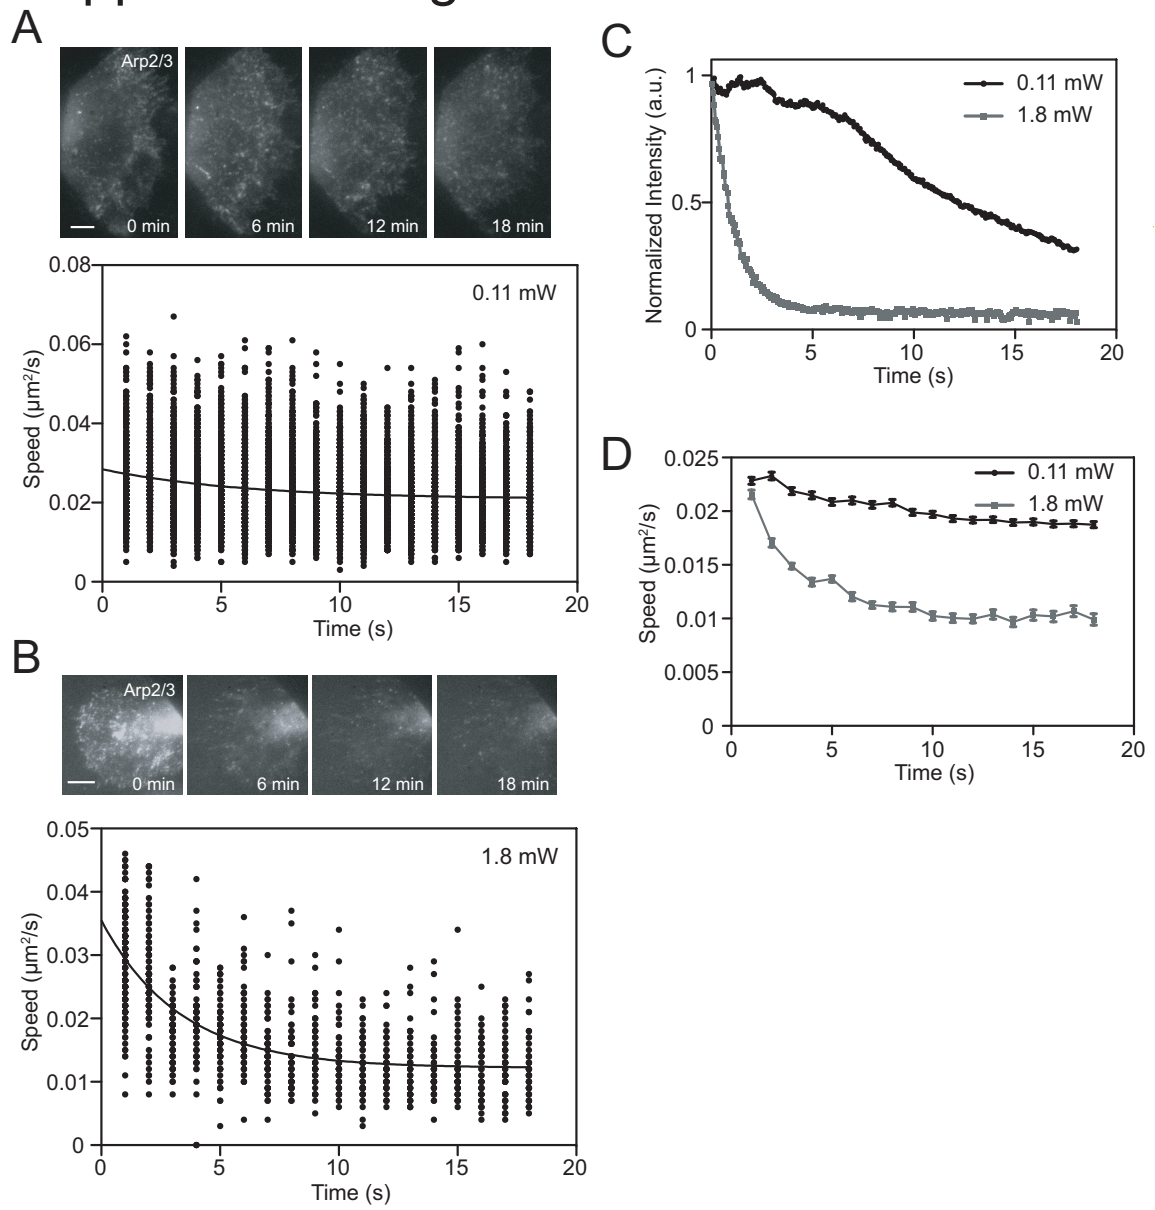 A
Arp2/3
0 min
6 min
12 min
18 min
0.08
0.06
0.04
0.02
0
Speed (µm²/s)
0.11 mW
0 5 10 15 20
Time (s)
B
Arp2/3
0 min
6 min
12 min
18 min
0.05
0.04
0.03
0.02
0.01
0
Speed (µm²/s)
1.8 mW
0 5 10 15 20
Time (s)
C
1
0.5
0
Normalized Intensity (a.u.)
0.11 mW
1.8 mW
0 5 10 15 20
Time (s)
D
0.025
0.02
0.015
0.01
0.005
0
Speed (µm²/s)
0.11 mW
1.8 mW
0 5 10 15 20
Time (s)